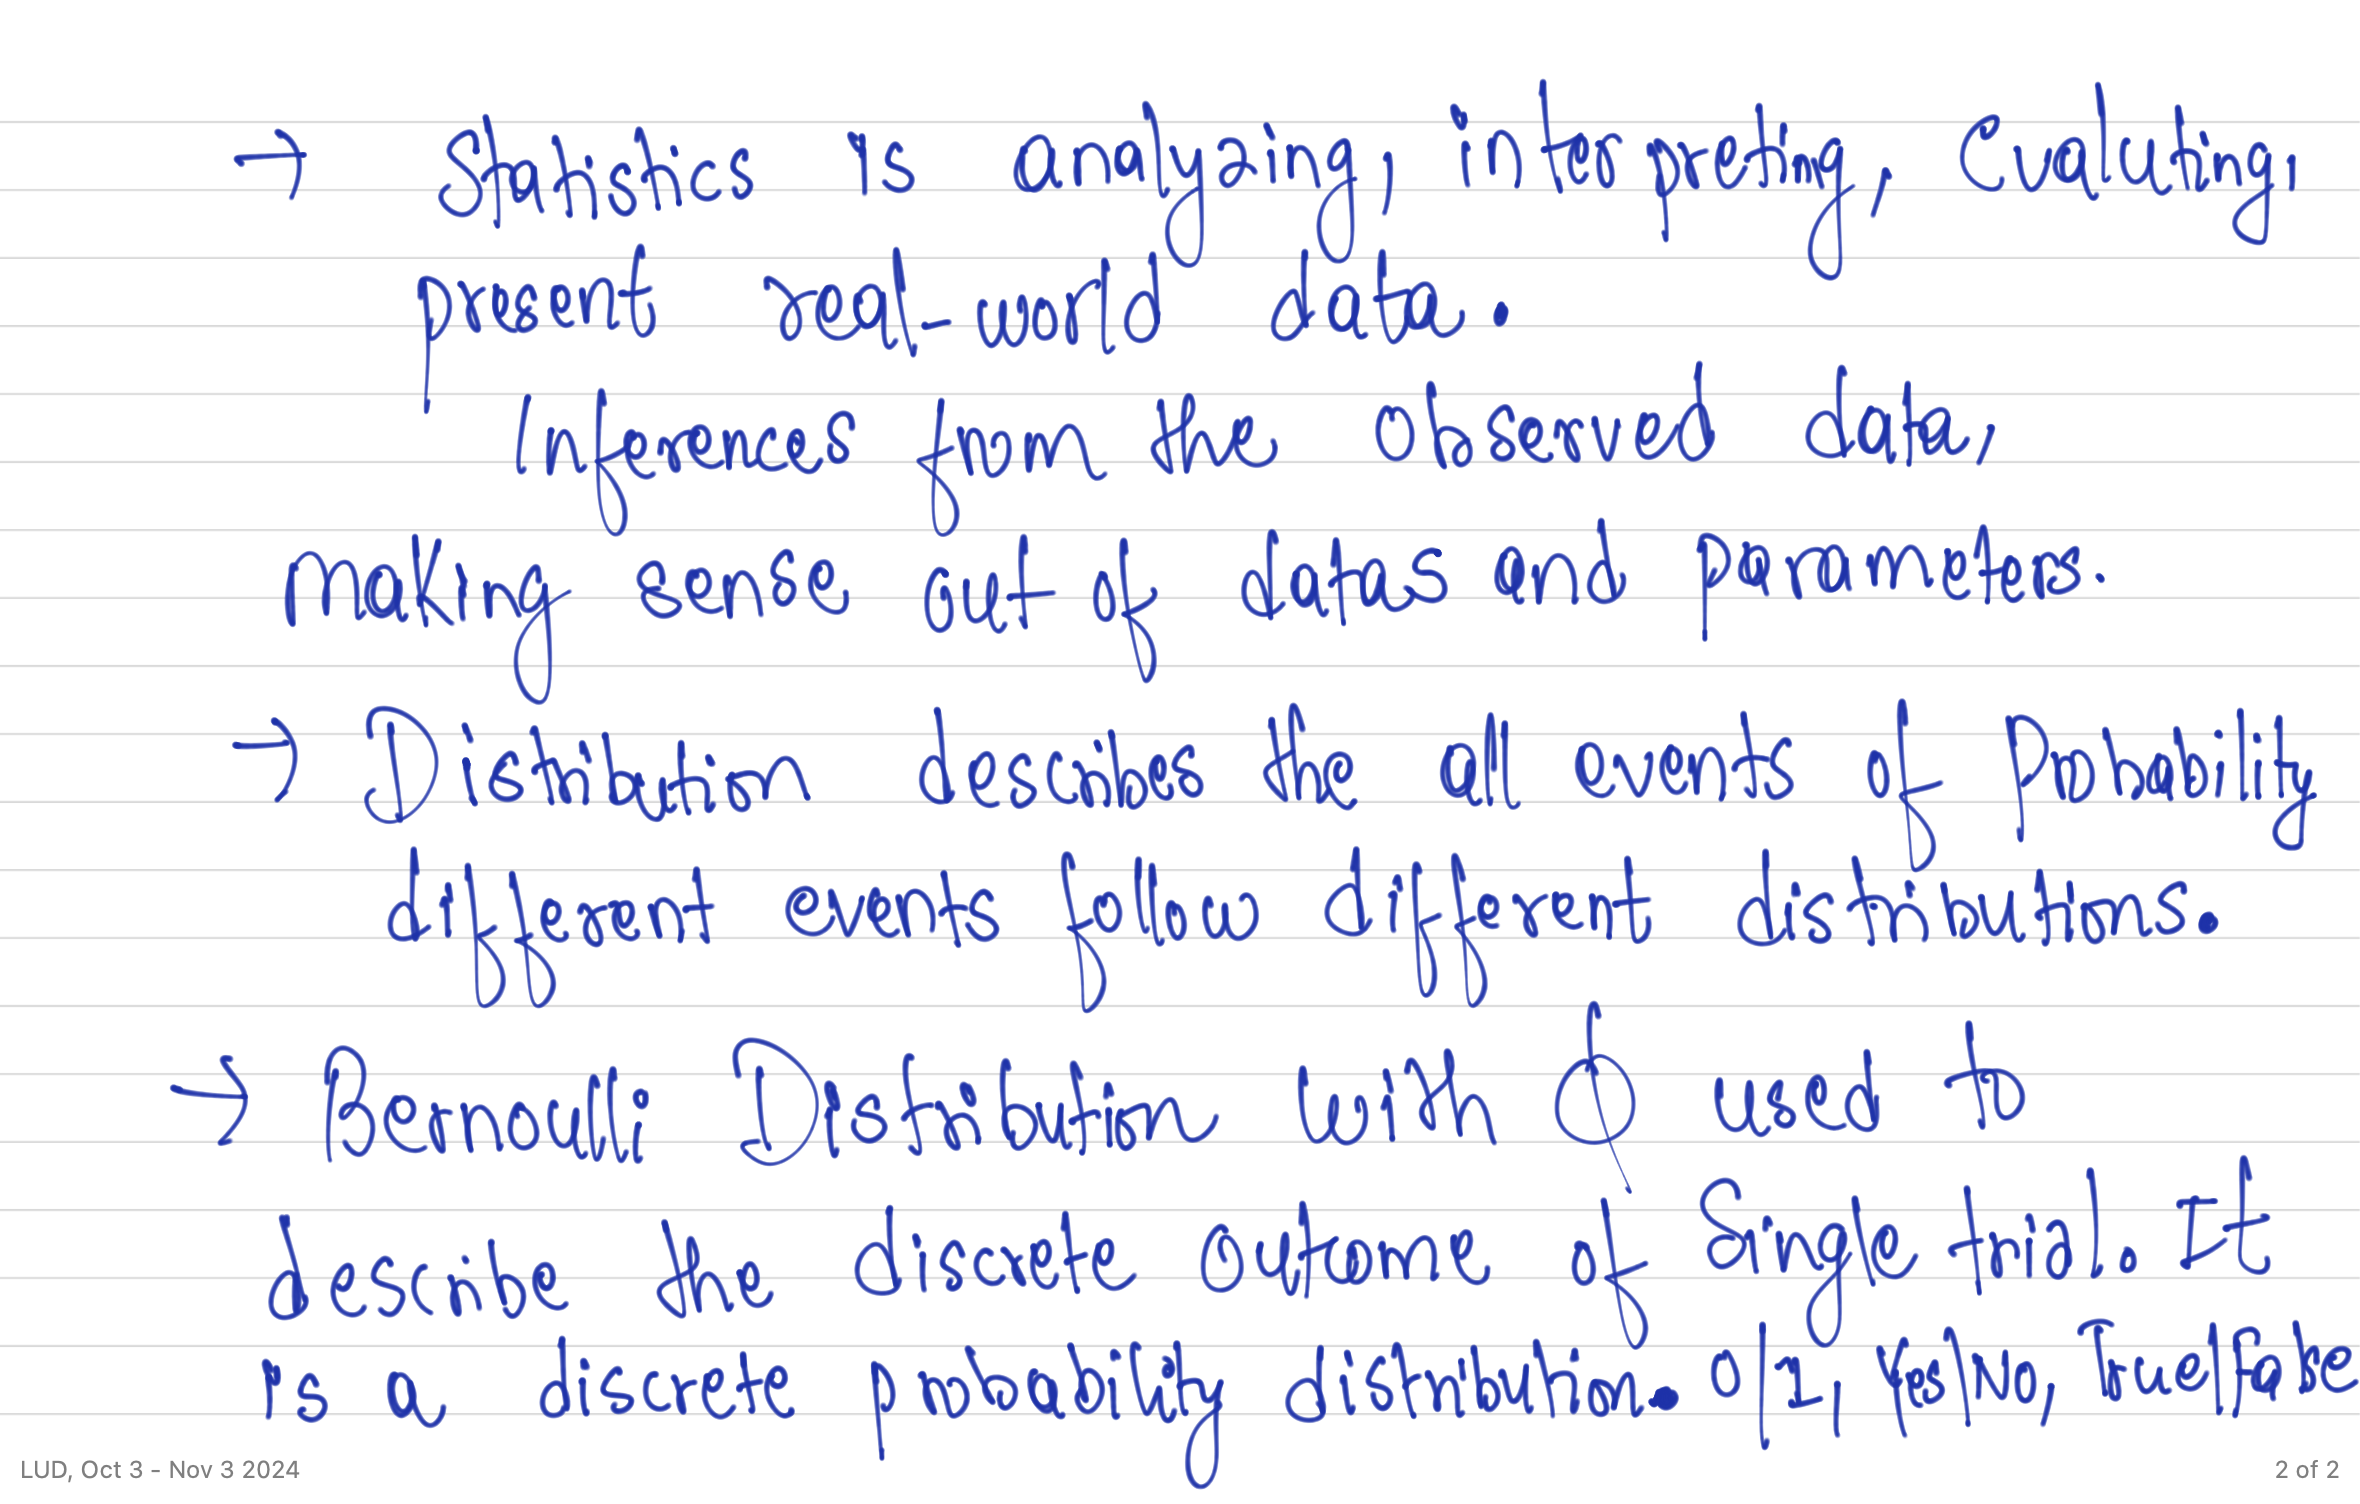 → Statistics is analyzing, interpreting, Evaluting,
present real-world data.
Inferences from the observed data,
making sense out of datas and parameters.
→ Distribution describes the all events of Probability
different events follow different distributions.
→ Bernoulli Distribution with ϕ used to
describe the discrete outcome of Single trial. It
is a discrete probability distribution. 0/1, Yes/No, True/False
LUD, Oct 3 - Nov 3 2024
2 of 2